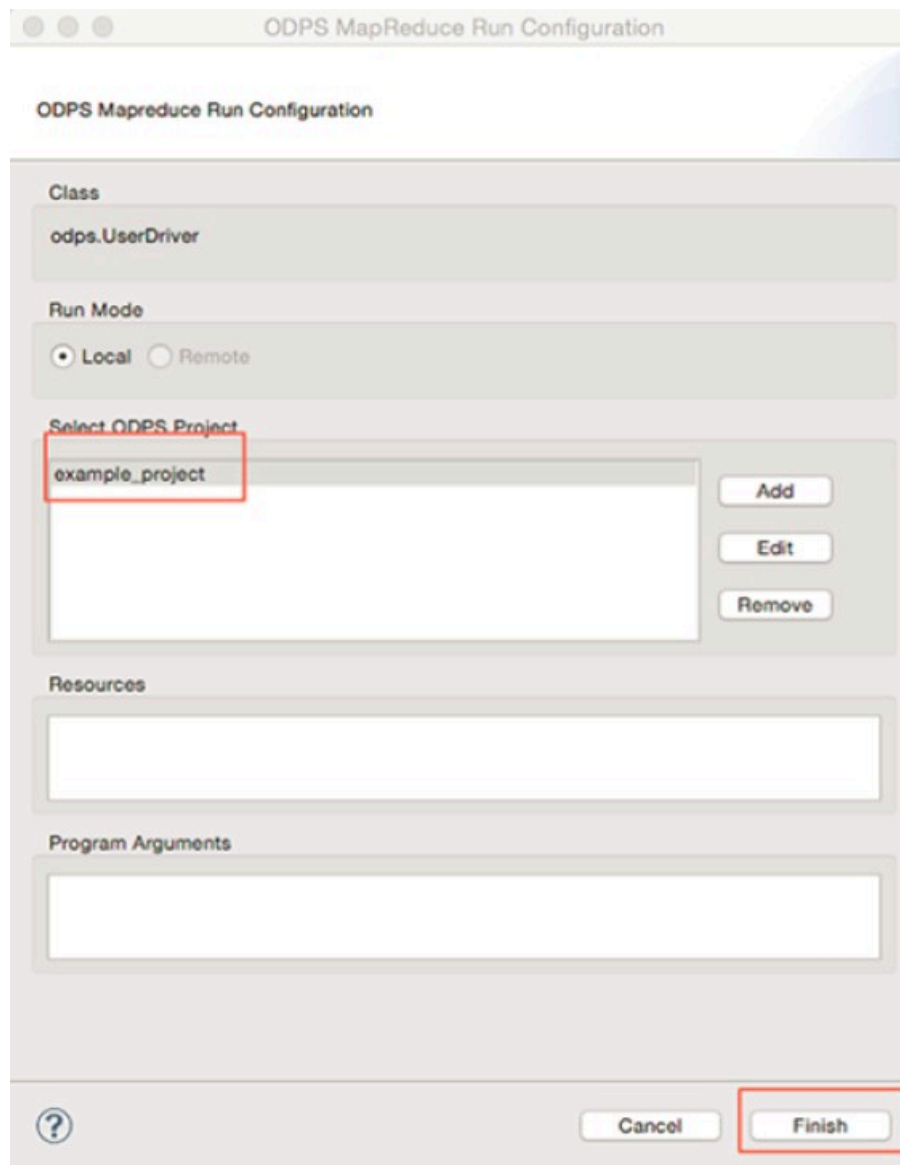 ODPS MapReduce Run Configuration
ODPS Mapreduce Run Configuration
Class
odps.UserDriver
Run Mode
Local Remote
Select ODPS Project
example_project
Add
Edit
Remove
Resources
Program Arguments
?
Cancel
Finish